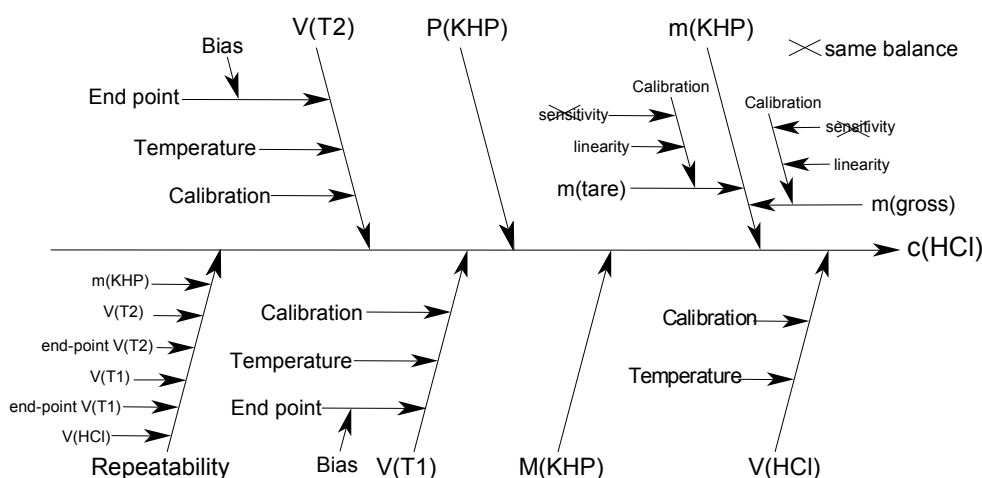 V(T2)
P(KHP)
m(KHP)
same balance
Bias
End point
Temperature
Calibration
Calibration
sensitivity
linearity
m(tare)
Calibration
sensitivity
linearity
m(gross)
c(HCl)
m(KHP)
V(T2)
end-point V(T2)
V(T1)
end-point V(T1)
V(HCl)
Repeatability
Calibration
Temperature
End point
Bias
V(T1)
M(KHP)
Calibration
Temperature
V(HCl)